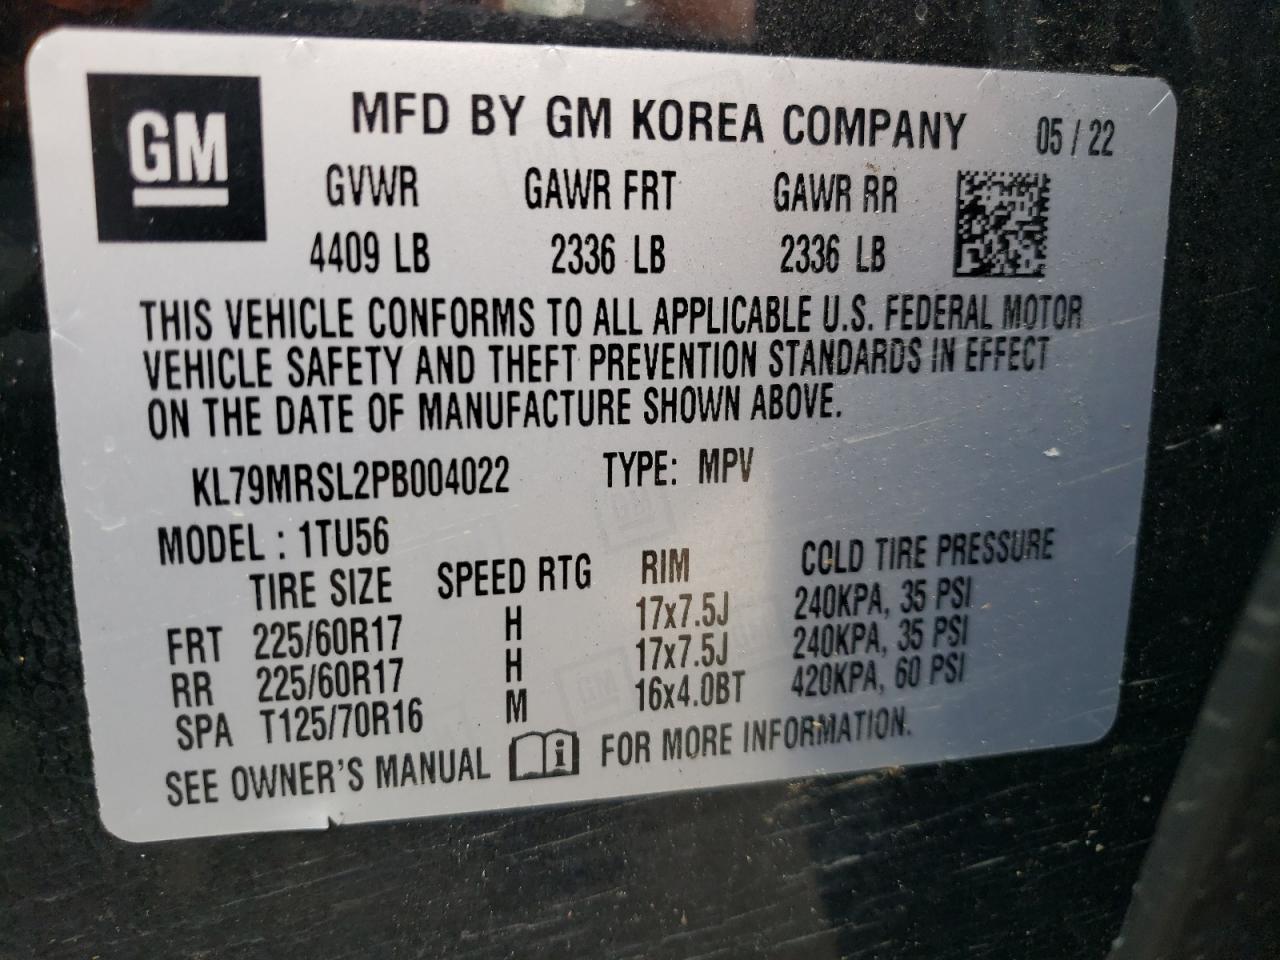 GM
MFD BY GM KOREA COMPANY 05 / 22
GVWR GAWR FRT GAWR RR
4409 LB 2336 LB 2336 LB
THIS VEHICLE CONFORMS TO ALL APPLICABLE U.S. FEDERAL MOTOR
VEHICLE SAFETY AND THEFT PREVENTION STANDARDS IN EFFECT
ON THE DATE OF MANUFACTURE SHOWN ABOVE.
KL79MRSL2PB004022 TYPE: MPV
MODEL : 1TU56
TIRE SIZE SPEED RTG RIM COLD TIRE PRESSURE
FRT 225/60R17 H 17x7.5J 240KPA, 35 PSI
RR 225/60R17 H 17x7.5J 240KPA, 35 PSI
SPA T125/70R16 M 16x4.0BT 420KPA, 60 PSI
SEE OWNER'S MANUAL i FOR MORE INFORMATION.